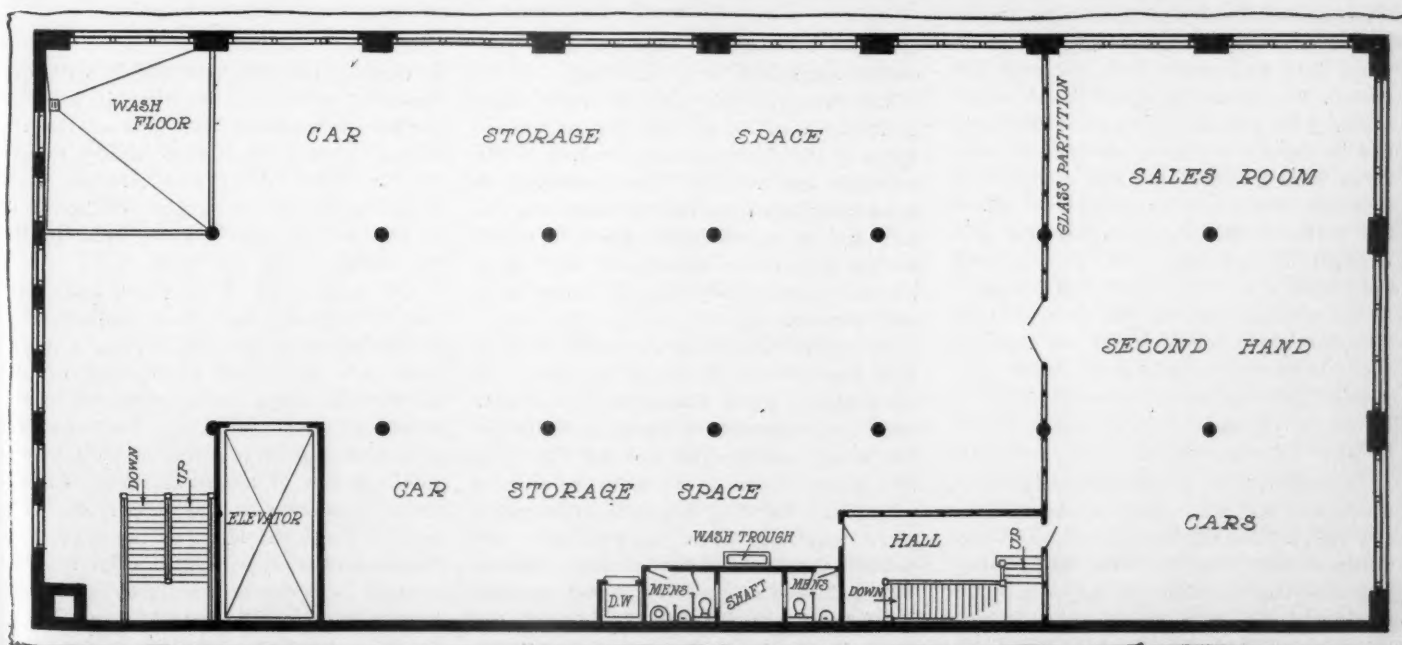 WASH
FLOOR
CAR STORAGE SPACE
GLASS PARTITION
SALES ROOM
SECOND HAND
CARS
DOWN
UP
ELEVATOR
CAR STORAGE SPACE
WASH TROUGH
D.W
MENS
SHAFT
MENS
HALL
DOWN
UP